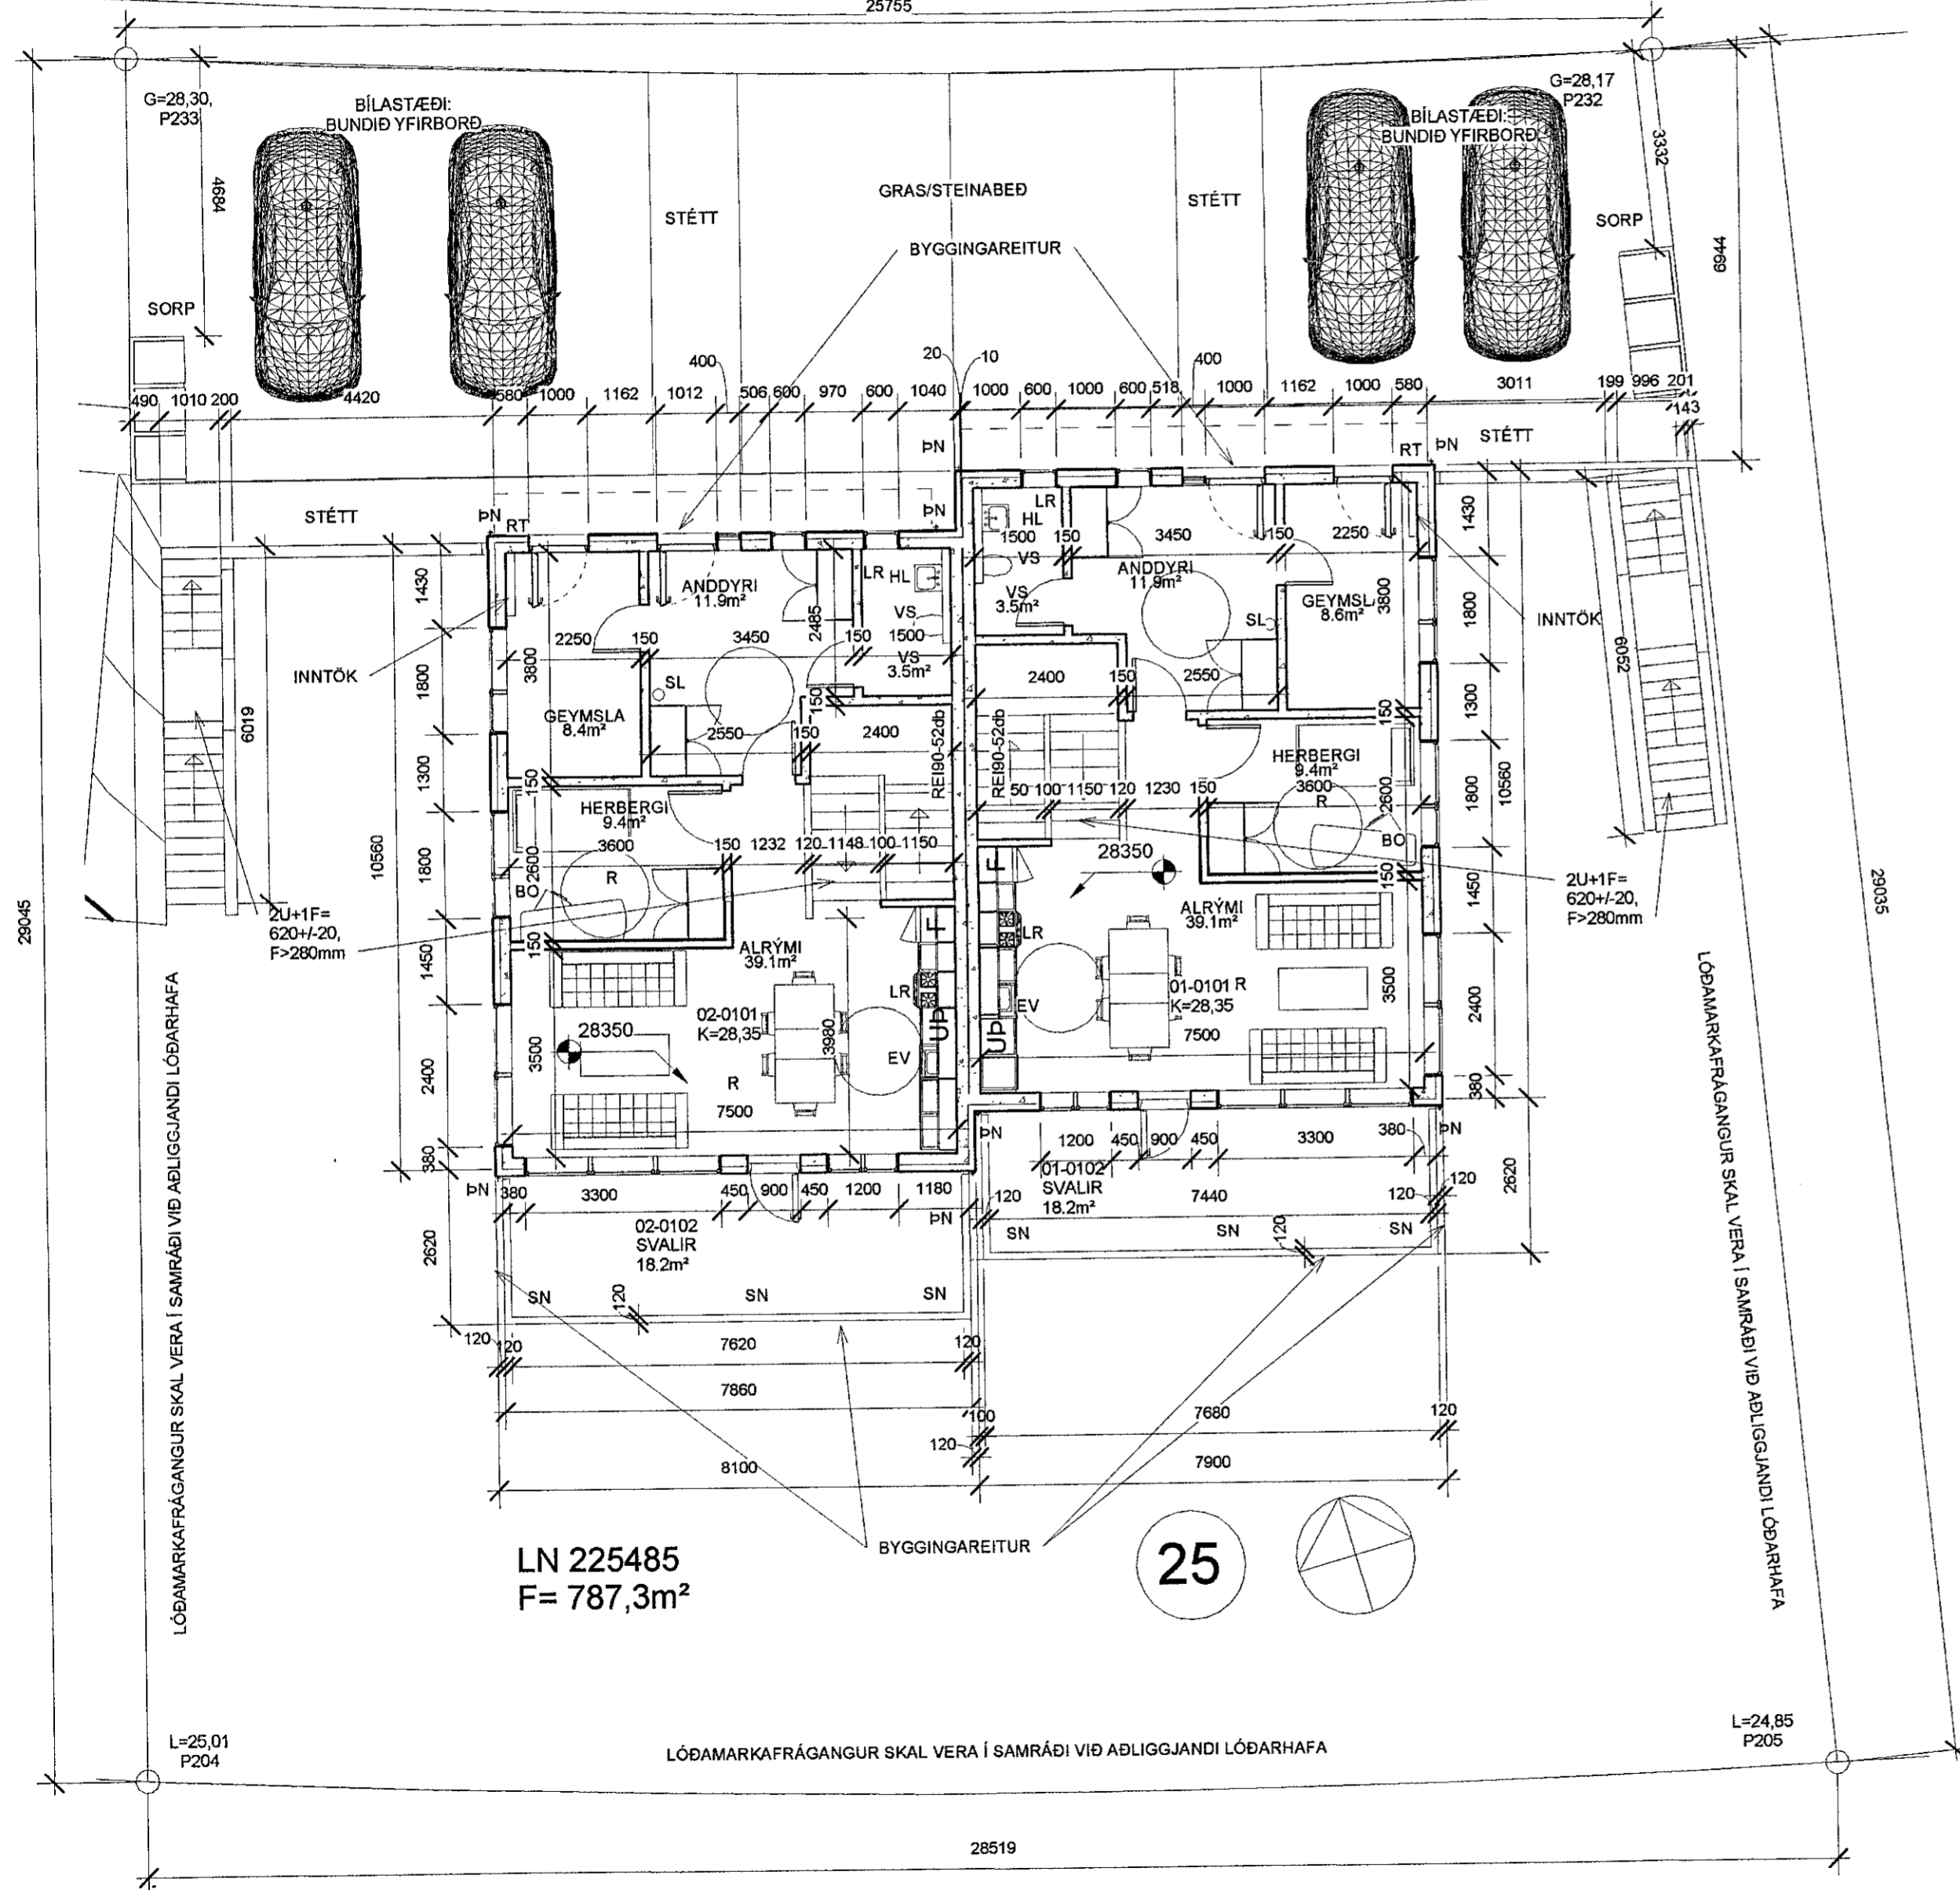 25755
G=28,30,
P233
BÍLASTÆÐI:
BUNDIÐ YFIRBORÐ
G=28,17
P232
BÍLASTÆÐI:
BUNDIÐ YFIRBORÐ
3332
4684
GRAS/STEINABEÐ
STÉTT
STÉTT
SORP
BYGGINGAREITUR
4699
SORP
400
20
10
400
490 1010 200 4420 580 1000 1162 1012 506 600 970 600 1040 1000 600 1000 600 518 1000 1162 1000 580 3011 199 996 201
143
ÞN
RT ÞN STÉTT
STÉTT
ÞN RT
ÞN
LR
HL
1500 150 3450 150 2250
VS
1430
ANDDYRI
11.9m²
LR HL
ANDDYRI
11.9m²
VS
3.5m²
GEYMSLA
8.6m²
3800
1430
2485
VS
1500
2250 150 3450 150
VS
3.5m²
SL
INNTÖK
1800
INNTÖK
3800
SL
150
2400 150 2550
6052
1800
GEYMSLA
8.4m²
2550 150 2400
REI90-52db
REI90-52db
150
1300
6019
HERBERGI
9.4m²
3600
R
2600
1300
150
HERBERGI
9.4m²
3600
50 100 1150 120 1230 150
1800
10560
150 1232 120 1148 100 1150
28350
BO
10560
1800
2600
BO
R
F
150
1450
2U+1F=
620+/-20,
F>280mm
2U+1F=
620+/-20,
F>280mm
29045
29035
ALRÝMI
39.1m²
F
LR
ALRÝMI
39.1m²
1450
150
LR
02-0101
K=28,35
EV
01-0101 R
K=28,35
3500
2400
28350
3980
UÞ
UÞ
7500
3500
EV
2400
R
7500
380
380
ÞN
1200 450 900 450 3300 380
ÞN
ÞN 380 3300 450 900 450 1200 1180
01-0102
SVALIR
18.2m²
120 7440 120 120
2620
ÞN
02-0102
SVALIR
18.2m²
SN SN SN
120
2620
SN SN SN
120
120 120 7620 120
7860
100 7680 120
120
8100
7900
LÓÐAMARKAFRÁGANGUR SKAL VERA Í SAMRÁÐI VIÐ AÐLIGGJANDI LÓÐARHAFA
LÓÐAMARKAFRÁGANGUR SKAL VERA Í SAMRÁÐI VIÐ AÐLIGGJANDI LÓÐARHAFA
BYGGINGAREITUR
LN 225485
F= 787,3m²
25
L=25,01
P204
L=24,85
P205
LÓÐAMARKAFRÁGANGUR SKAL VERA Í SAMRÁÐI VIÐ AÐLIGGJANDI LÓÐARHAFA
28519